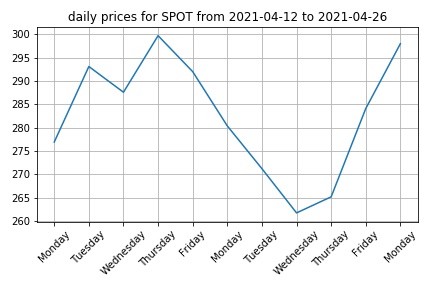 daily prices for SPOT from 2021-04-12 to 2021-04-26
300
295
290
285
280
275
270
265
260
Monday
Tuesday
Wednesday
Thursday
Friday
Monday
Tuesday
Wednesday
Thursday
Friday
Monday